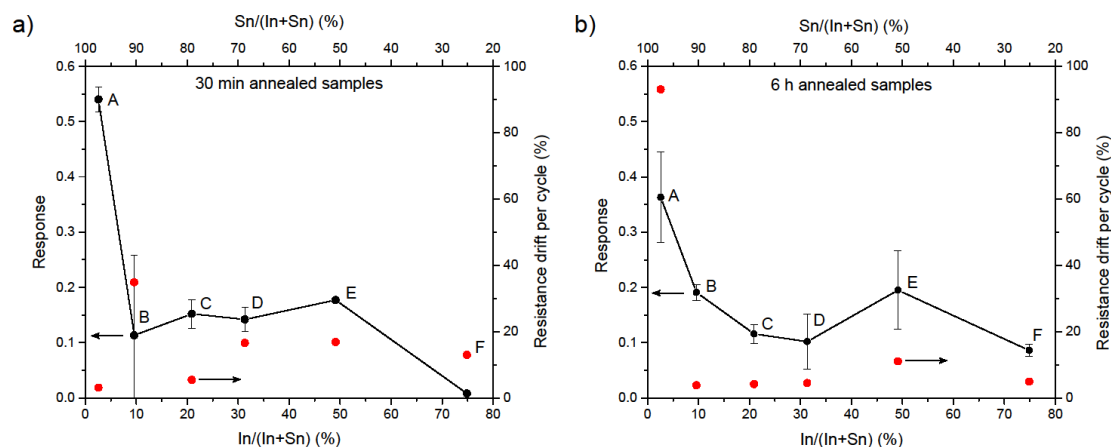 a)
Sn/(In+Sn) (%)
100 90 80 70 60 50 40 30 20
30 min annealed samples
0.6
0.5
0.4
0.3
0.2
0.1
0.0
Response
A
B
C
D
E
F
100
80
60
40
20
0
Resistance drift per cycle (%)
0 10 20 30 40 50 60 70 80
In/(In+Sn) (%)
b)
Sn/(In+Sn) (%)
100 90 80 70 60 50 40 30 20
6 h annealed samples
0.6
0.5
0.4
0.3
0.2
0.1
0.0
Response
A
B
C
D
E
F
100
80
60
40
20
0
Resistance drift per cycle (%)
0 10 20 30 40 50 60 70 80
In/(In+Sn) (%)